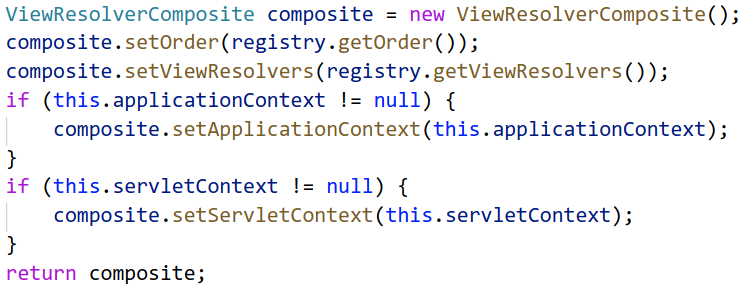 ViewResolverComposite composite = new ViewResolverComposite();
composite.setOrder(registry.getOrder());
composite.setViewResolvers(registry.getViewResolvers());
if (this.applicationContext != null) {
    composite.setApplicationContext(this.applicationContext);
}
if (this.servletContext != null) {
    composite.setServletContext(this.servletContext);
}
return composite;